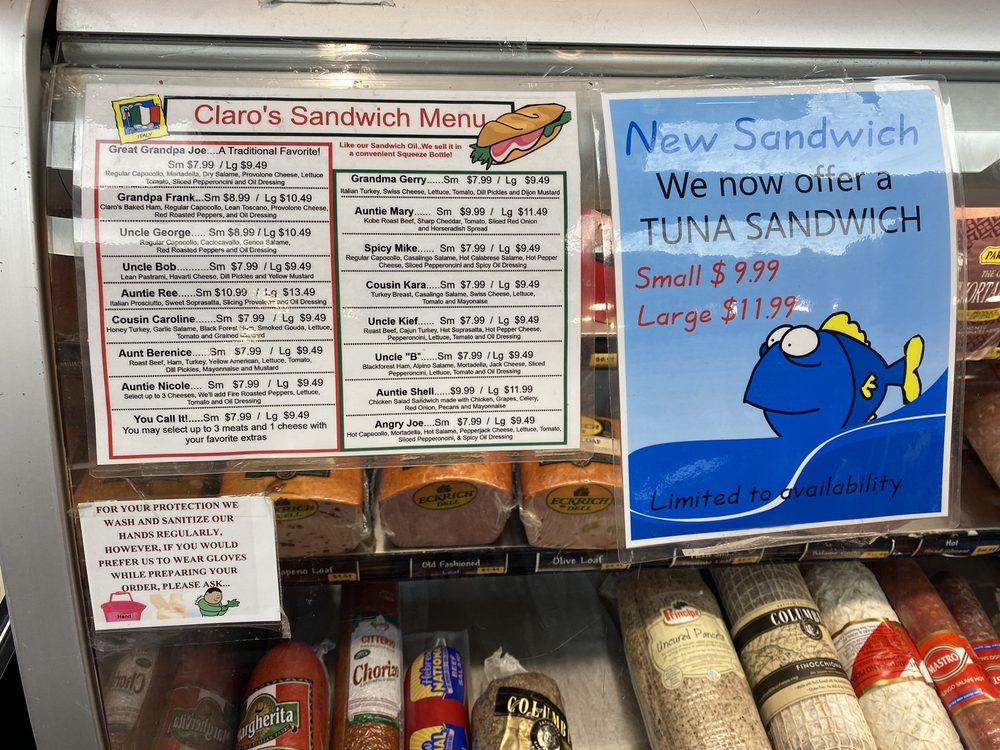 Claro's Sandwich Menu
ITALY
Great Grandpa Joe....A Traditional Favorite!
Sm $7.99 / Lg $9.49
Regular Capocollo, Mortadella, Dry Salame, Provolone Cheese, Lettuce
Tomato, Sliced Pepperoncini and Oil Dressing
Grandpa Frank...Sm $8.99 / Lg $10.49
Claro's Baked Ham, Regular Capocollo, Lean Toscano, Provolone Cheese,
Red Roasted Peppers, and Oil Dressing
Uncle George..... Sm $8.99 / Lg $10.49
Regular Capocollo, Caciocavallo, Genoa Salame,
Red Roasted Peppers and Oil Dressing
Uncle Bob...........Sm $7.99 / Lg $9.49
Lean Pastrami, Havarti Cheese, Dill Pickles and Yellow Mustard
Auntie Ree ....Sm $10.99 / Lg $13.49
Italian Prosciutto, Sweet Soprasatta, Slicing Provolone and Oil Dressing
Cousin Caroline......Sm $7.99 / Lg $9.49
Honey Turkey, Garlic Salame, Black Forest Ham, Smoked Gouda, Lettuce,
Tomato and Grained Mustard
Aunt Berenice.....Sm $7.99 / Lg $9.49
Roast Beef, Ham, Turkey, Yellow American, Lettuce, Tomato,
Dill Pickles, Mayonnaise and Mustard
Auntie Nicole.... Sm $7.99 / Lg $9.49
Select up to 3 Cheeses, We'll add Fire Roasted Peppers, Lettuce,
Tomato and Oil Dressing
You Call It!.....Sm $7.99 / Lg $9.49
You may select up to 3 meats and 1 cheese with
your favorite extras
Like our Sandwich Oil..We sell it in
a convenient Squeeze Bottle!
Grandma Gerry....Sm $7.99 / Lg $9.49
Italian Turkey, Swiss Cheese, Lettuce, Tomato, Dill Pickles and Dijon Mustard
Auntie Mary...... Sm $9.99 / Lg $11.49
Kobe Roast Beef, Sharp Cheddar, Tomato, Sliced Red Onion
and Horseradish Spread
Spicy Mike..... Sm $7.99 / Lg $9.49
Regular Capocollo, Casalingo Salame, Hot Calabrese Salame, Hot Pepper
Cheese, Sliced Pepperoncini and Spicy Oil Dressing
Cousin Kara.....Sm $7.99 / Lg $9.49
Turkey Breast, Casalingo Salame, Swiss Cheese, Lettuce,
Tomato and Mayonaise
Uncle Kief..... Sm $7.99 / Lg $9.49
Roast Beef, Cajun Turkey, Hot Soprasatta, Hot Pepper Cheese,
Pepperoncini, Lettuce, Tomato and Oil Dressing
Uncle "B".....Sm $7.99 / Lg $9.49
Blackforest Ham, Alpino Salame, Mortadella, Jack Cheese, Sliced
Pepperoncini, Lettuce, Tomato and Oil Dressing
Auntie Shell.....$9.99 / Lg $11.99
Chicken Salad Sandwich made with Chicken, Grapes, Celery,
Red Onion, Pecans and Mayonnaise
Angry Joe....Sm $7.99 / Lg $9.49
Hot Capocollo, Mortadella, Hot Salame, Pepperjack Cheese, Lettuce, Tomato,
Sliced Pepperoncini, & Spicy Oil Dressing
New Sandwich
We now offer a
TUNA SANDWICH
Small $ 9.99
Large $11.99
Limited to availability
FOR YOUR PROTECTION WE
WASH AND SANITIZE OUR
HANDS REGULARLY,
HOWEVER, IF YOU WOULD
PREFER US TO WEAR GLOVES
WHILE PREPARING YOUR
ORDER, PLEASE ASK...
Hand
ECKRICH
DELI
ECKRICH
DELI
Old Fashioned
Loaf
Olive Loaf
Hot
CITTERIO
Chorizo
Hebrew
NATIONAL
Margherita
COLUMB
Principe
Uncured Pancetta
COLUM
FINOCCHIO
MASTRO